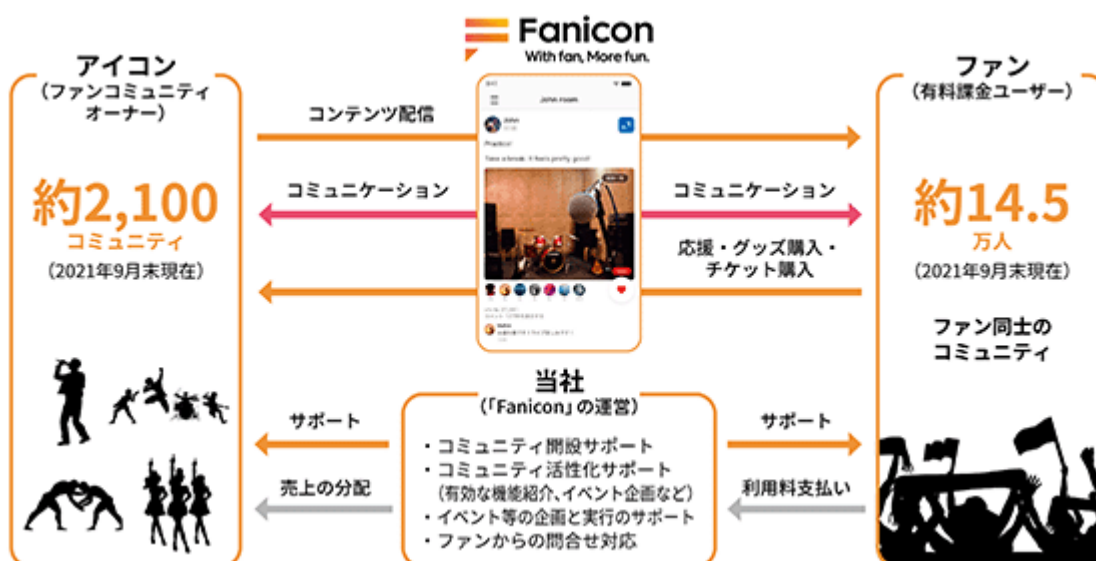 Fanicon
With fan, More fun.
アイコン
(ファンコミュニティ
オーナー)
約2,100
コミュニティ
(2021年9月末現在)
コンテンツ配信
コミュニケーション
John room
John
Practice!
Take a break. It feels pretty good!
コミュニケーション
応援・グッズ購入・
チケット購入
ファン
(有料課金ユーザー)
約14.5
万人
(2021年9月末現在)
ファン同士の
コミュニティ
当社
(「Fanicon」の運営)
・コミュニティ開設サポート
・コミュニティ活性化サポート
(有効な機能紹介、イベント企画など)
・イベント等の企画と実行のサポート
・ファンからの問合せ対応
サポート
売上の分配
サポート
利用料支払い